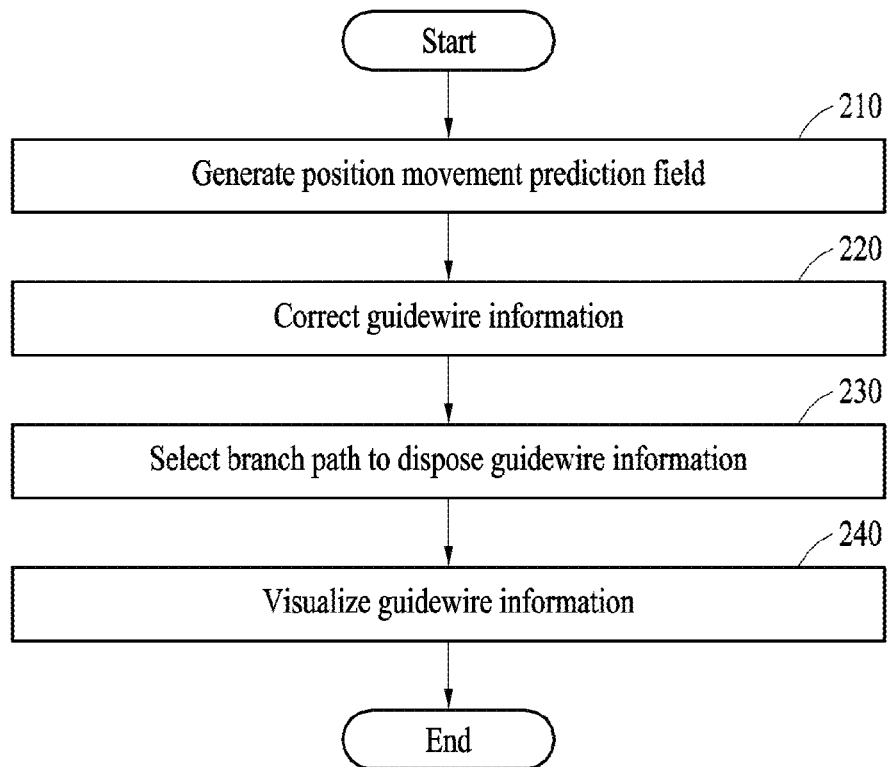 Start
210
Generate position movement prediction field
220
Correct guidewire information
230
Select branch path to dispose guidewire information
240
Visualize guidewire information
End